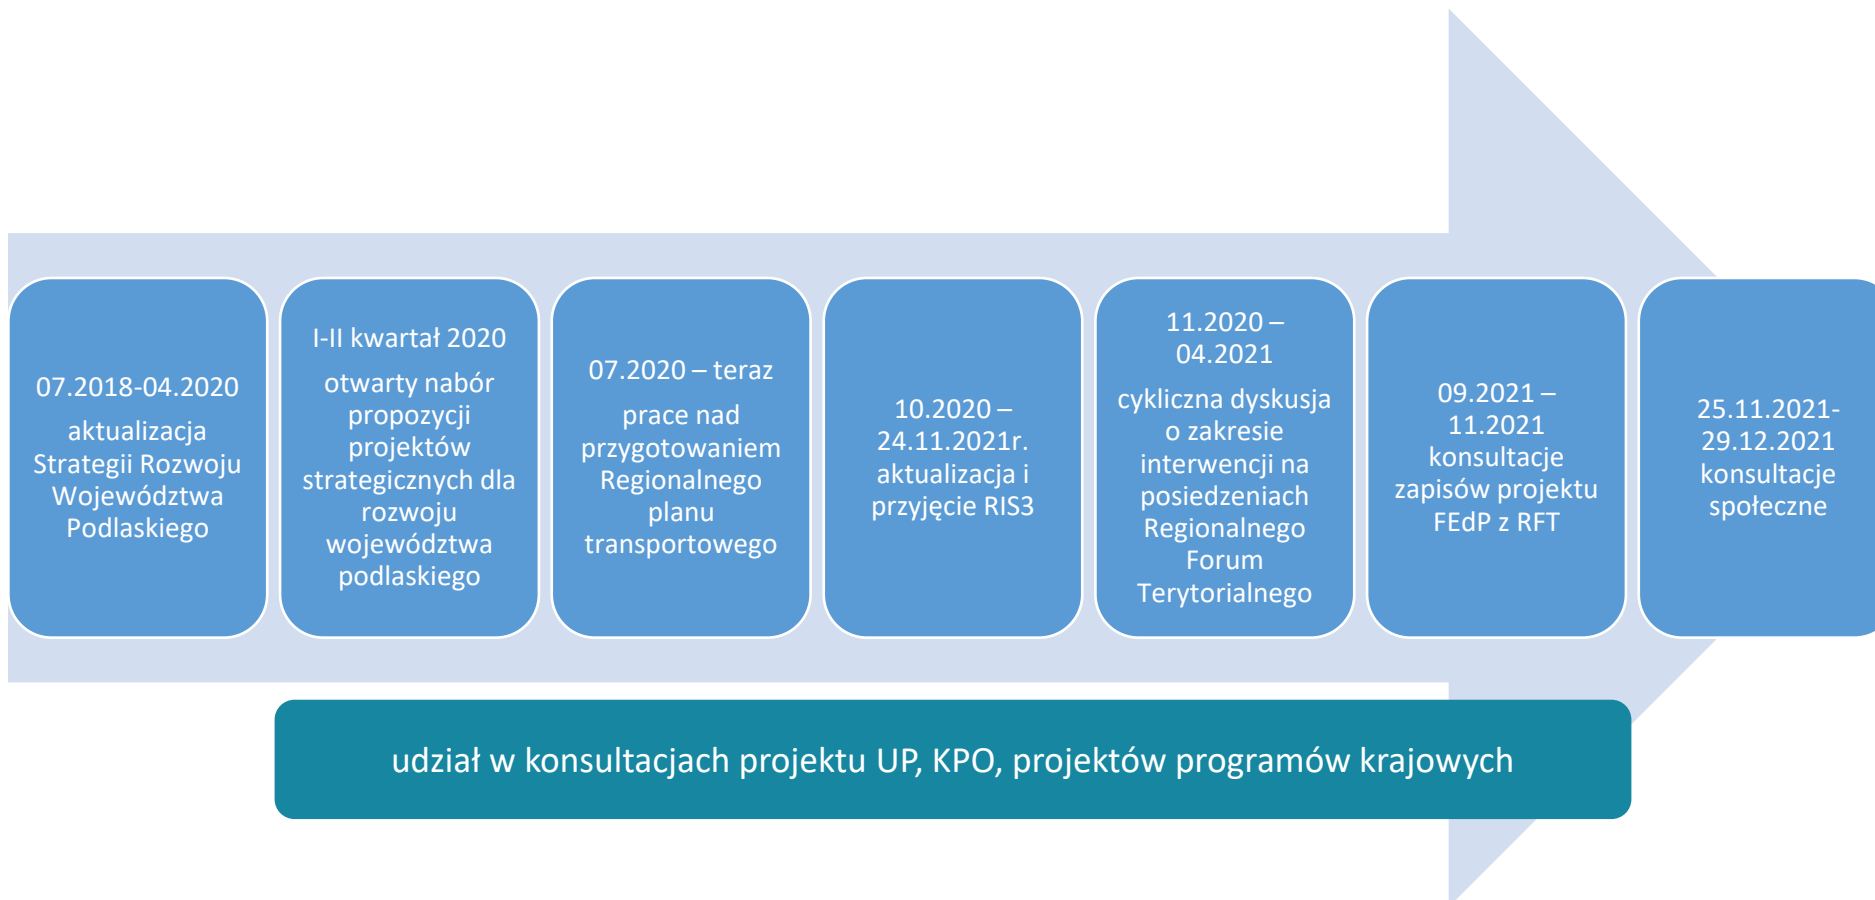 07.2018-04.2020
aktualizacja
Strategii Rozwoju
Województwa
Podlaskiego
I-II kwartał 2020
otwarty nabór
propozycji
projektów
strategicznych dla
rozwoju
województwa
podlaskiego
07.2020 – teraz
prace nad
przygotowaniem
Regionalnego
planu
transportowego
10.2020 –
24.11.2021r.
aktualizacja i
przyjęcie RIS3
11.2020 –
04.2021
cykliczna dyskusja
o zakresie
interwencji na
posiedzeniach
Regionalnego
Forum
Terytorialnego
09.2021 –
11.2021
konsultacje
zapisów projektu
FEdP z RFT
25.11.2021-
29.12.2021
konsultacje
społeczne
udział w konsultacjach projektu UP, KPO, projektów programów krajowych